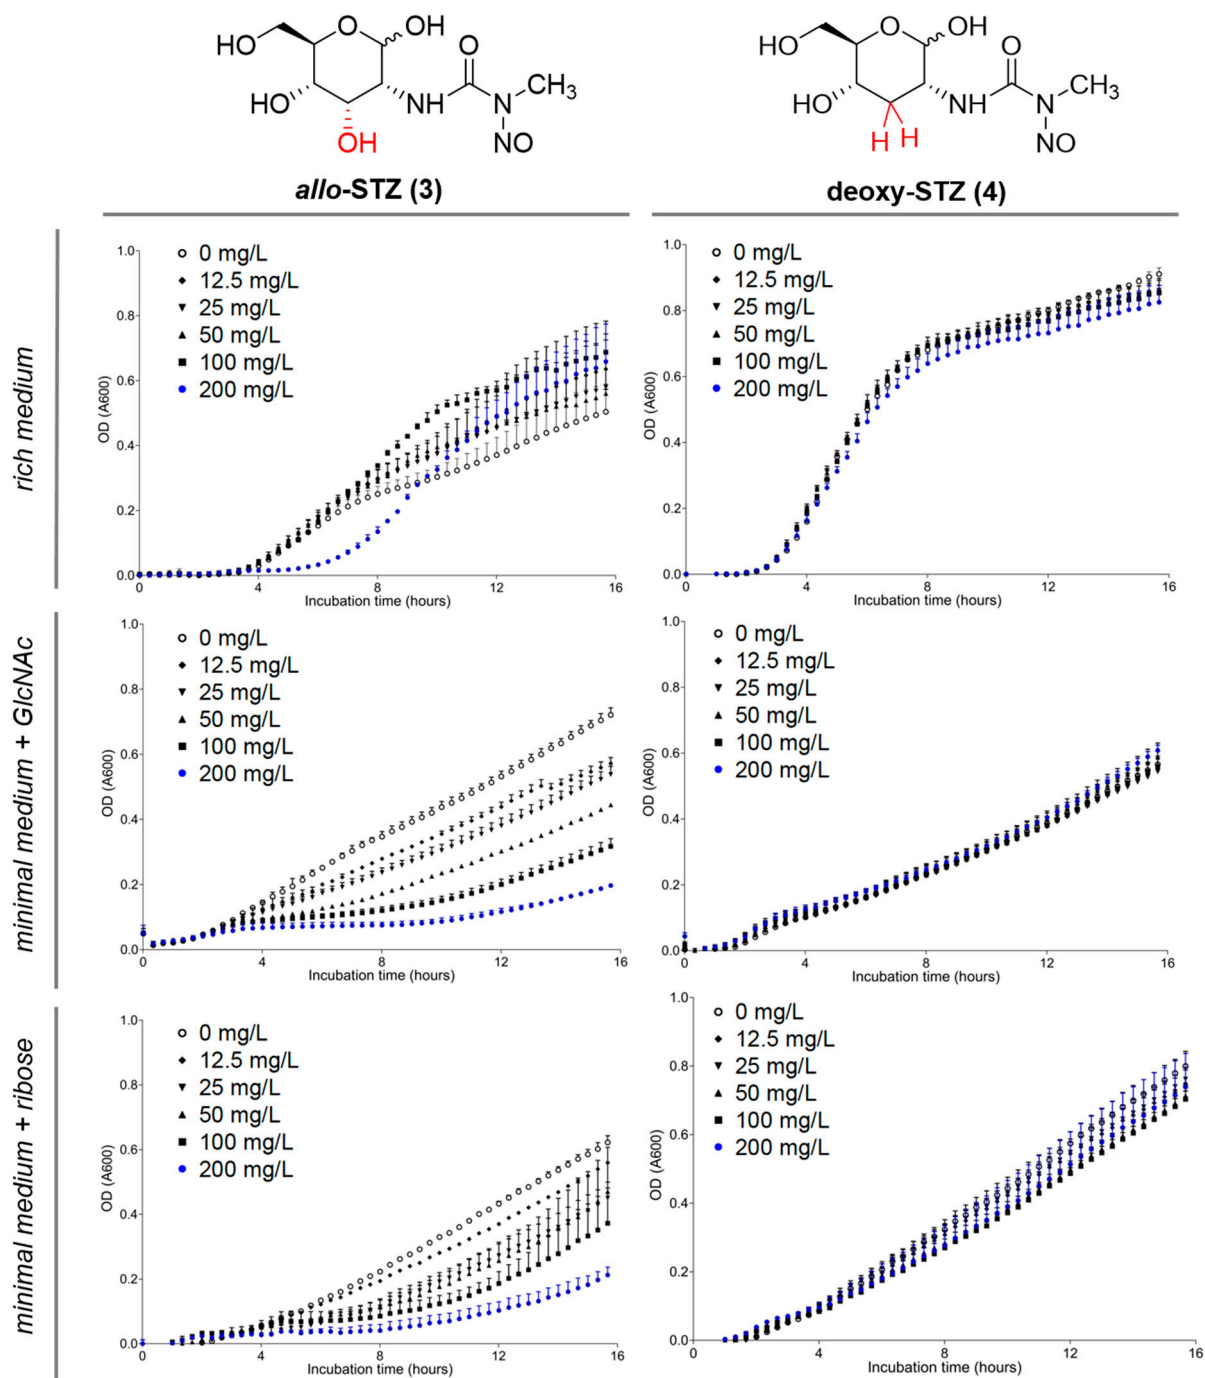 HO O OH
O
HO NH N CH₃
OH NO
allo-STZ (3)
HO O OH
O
HO NH N CH₃
H H NO
deoxy-STZ (4)
rich medium
1.0
0.8
0.6
0.4
0.2
0.0
OD (A600)
0 mg/L
12.5 mg/L
25 mg/L
50 mg/L
100 mg/L
200 mg/L
0 4 8 12 16
Incubation time (hours)
1.0
0.8
0.6
0.4
0.2
0.0
OD (A600)
0 mg/L
12.5 mg/L
25 mg/L
50 mg/L
100 mg/L
200 mg/L
0 4 8 12 16
Incubation time (hours)
minimal medium + GlcNAc
1.0
0.8
0.6
0.4
0.2
0.0
OD (A600)
0 mg/L
12.5 mg/L
25 mg/L
50 mg/L
100 mg/L
200 mg/L
0 4 8 12 16
Incubation time (hours)
1.0
0.8
0.6
0.4
0.2
0.0
OD (A600)
0 mg/L
12.5 mg/L
25 mg/L
50 mg/L
100 mg/L
200 mg/L
0 4 8 12 16
Incubation time (hours)
minimal medium + ribose
1.0
0.8
0.6
0.4
0.2
0.0
OD (A600)
0 mg/L
12.5 mg/L
25 mg/L
50 mg/L
100 mg/L
200 mg/L
0 4 8 12 16
Incubation time (hours)
1.0
0.8
0.6
0.4
0.2
0.0
OD (A600)
0 mg/L
12.5 mg/L
25 mg/L
50 mg/L
100 mg/L
200 mg/L
0 4 8 12 16
Incubation time (hours)